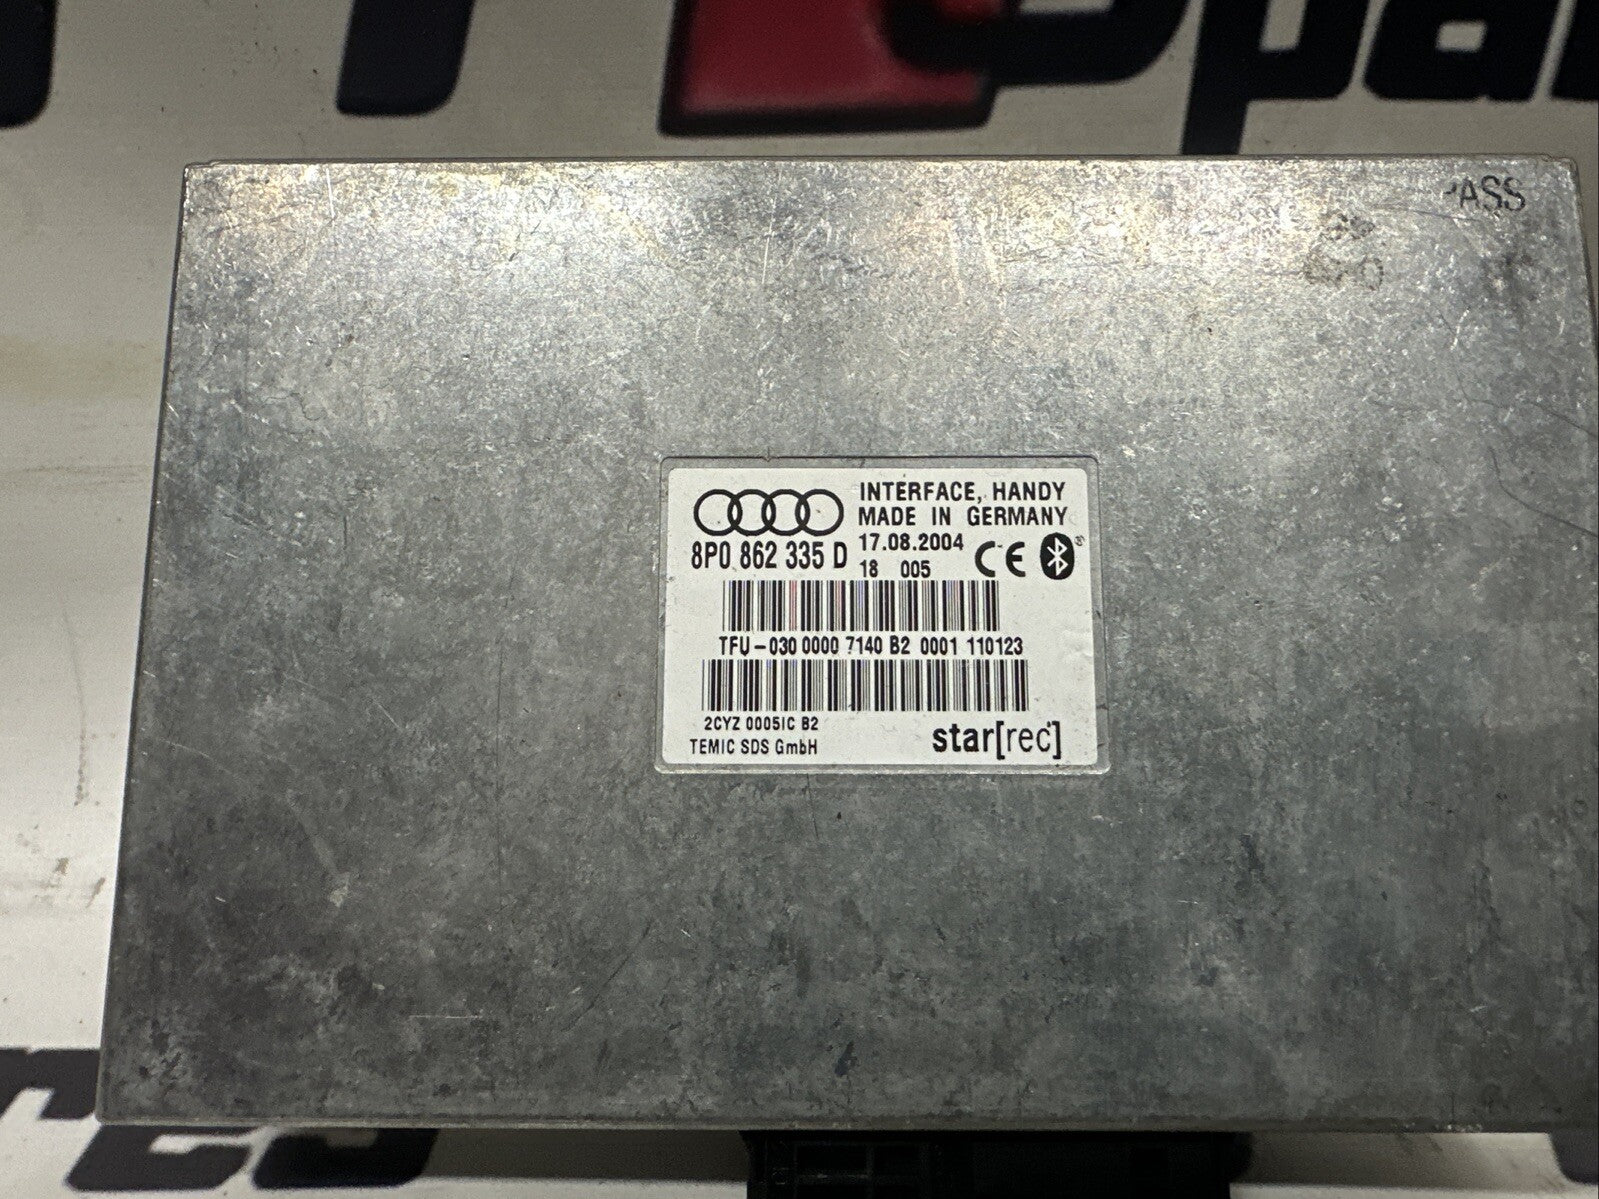 ASS
INTERFACE, HANDY
MADE IN GERMANY
8P0 862 335 D
17.08.2004
18 005
CE
TFU-030 0000 7140 B2 0001 110123
2CYZ 0005IC B2
TEMIC SDS GmbH
star[rec]